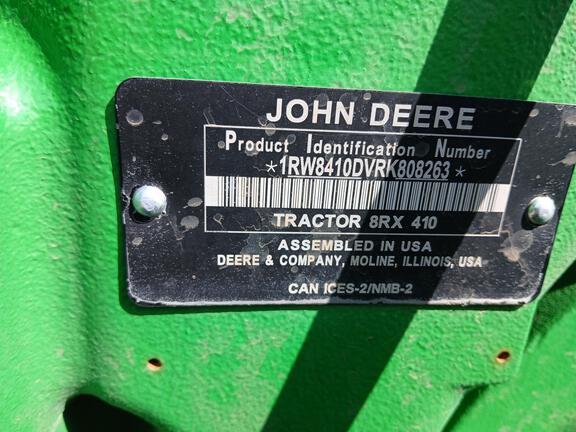 JOHN DEERE
Product Identification Number
*1RW8410DVRK808263*
TRACTOR 8RX 410
ASSEMBLED IN USA
DEERE & COMPANY, MOLINE, ILLINOIS, USA
CAN ICES-2/NMB-2